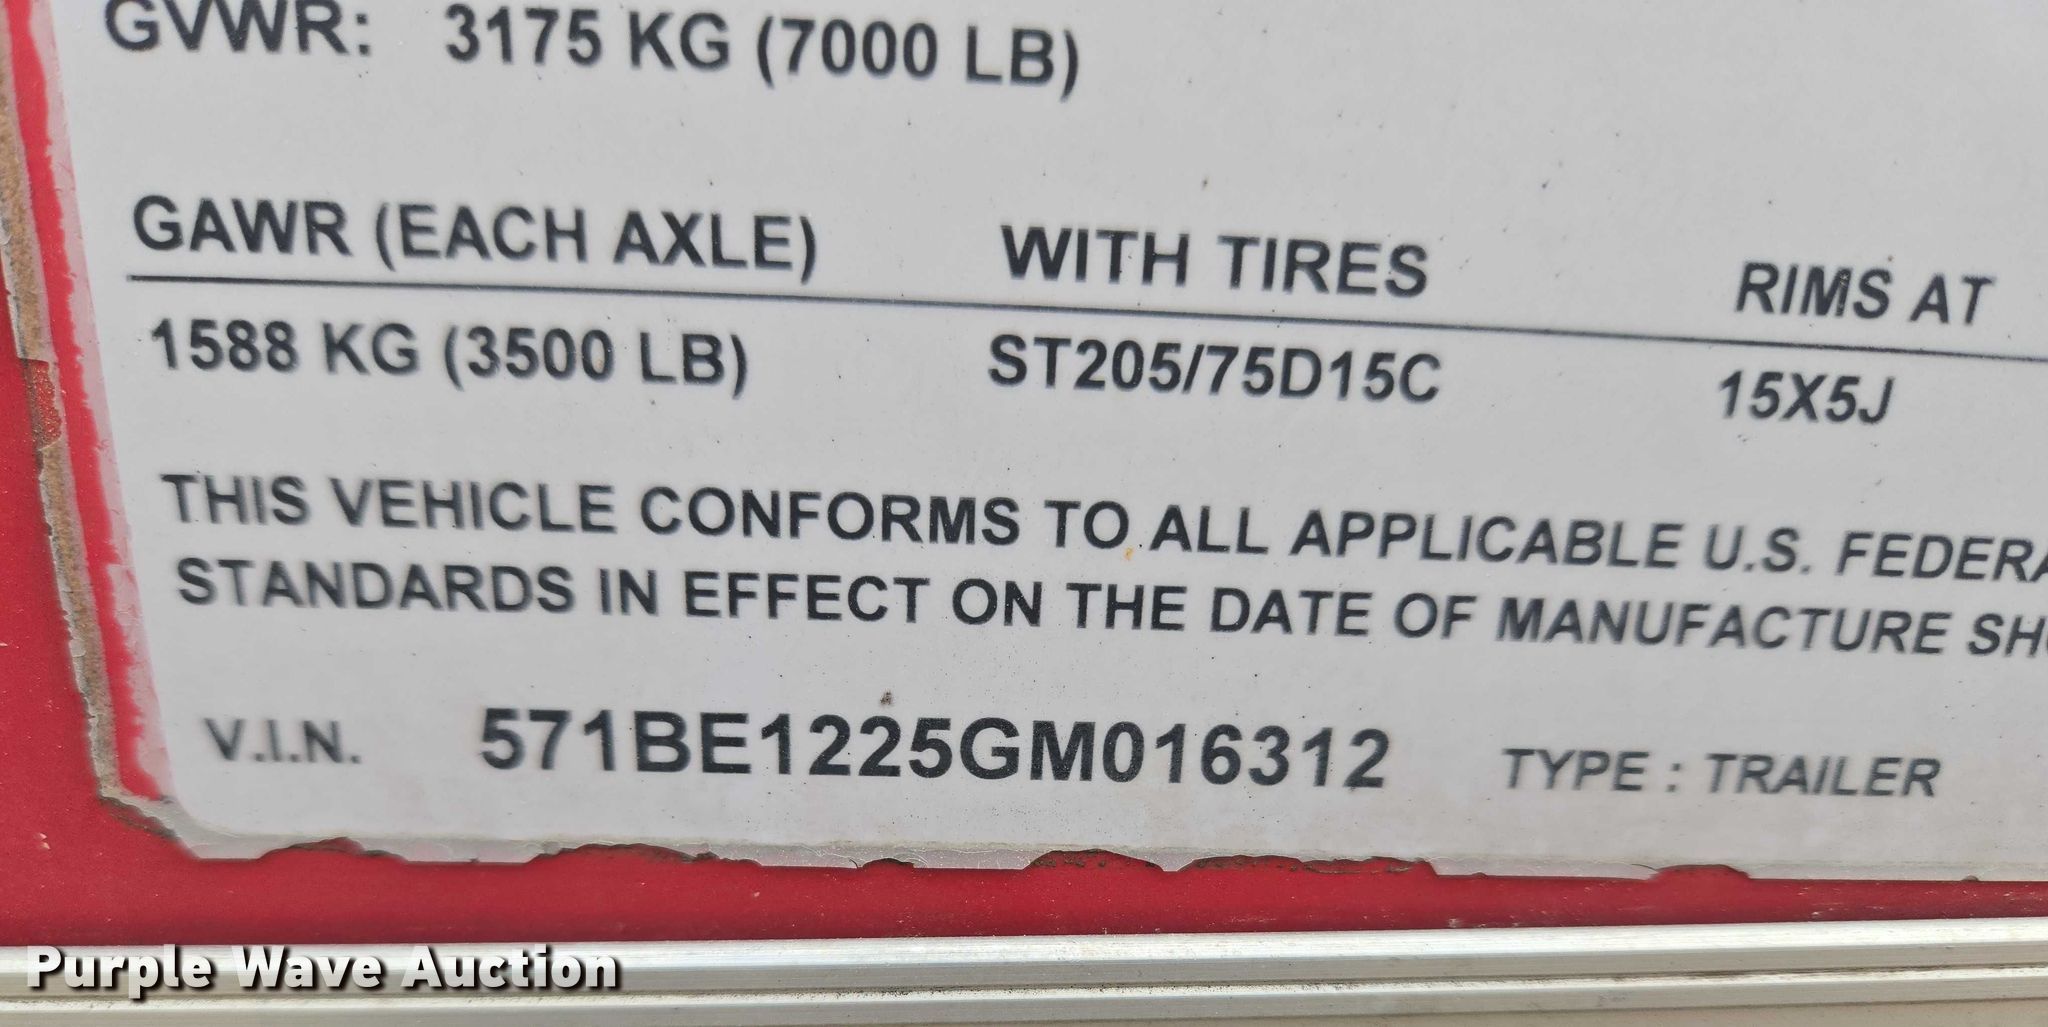 GVWR: 3175 KG (7000 LB)
GAWR (EACH AXLE) WITH TIRES RIMS AT
1588 KG (3500 LB) ST205/75D15C 15X5J
THIS VEHICLE CONFORMS TO ALL APPLICABLE U.S. FEDERA
STANDARDS IN EFFECT ON THE DATE OF MANUFACTURE SH
V.I.N. 571BE1225GM016312 TYPE : TRAILER
Purple Wave Auction